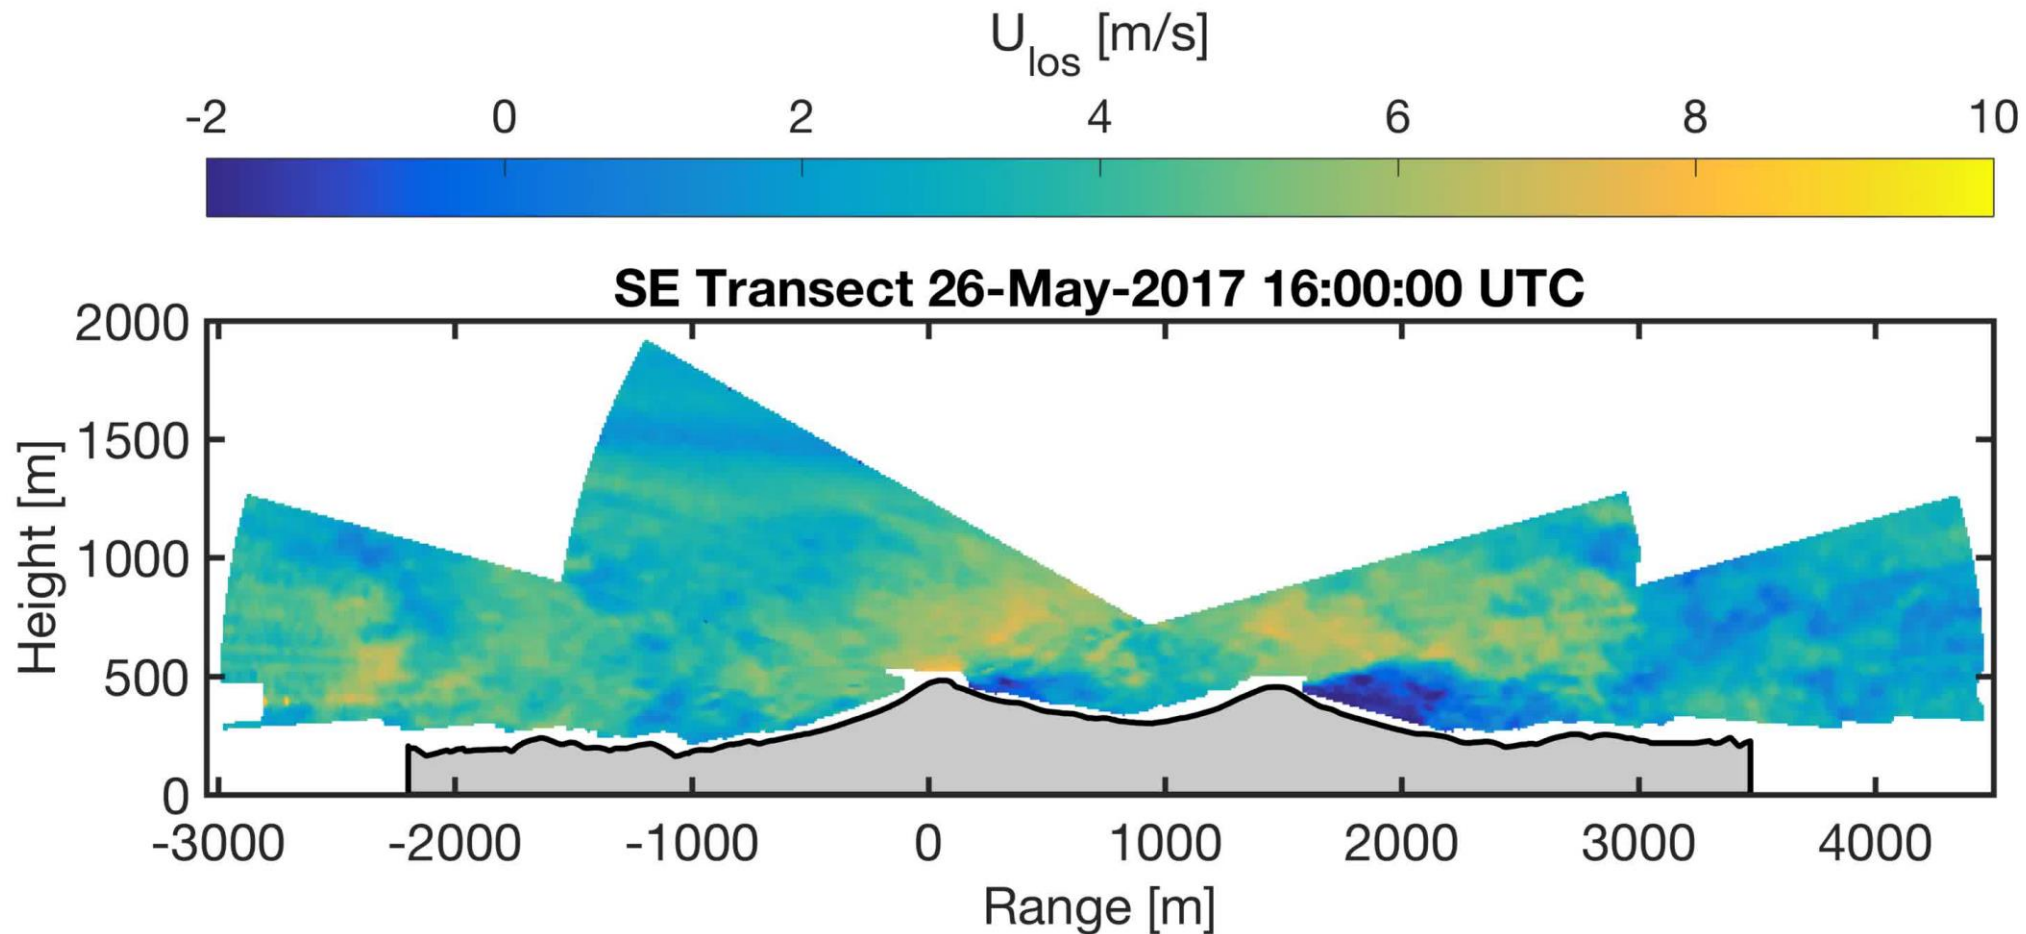 U_los [m/s]
-2 0 2 4 6 8 10
SE Transect 26-May-2017 16:00:00 UTC
2000
1500
1000
500
0
Height [m]
-3000 -2000 -1000 0 1000 2000 3000 4000
Range [m]